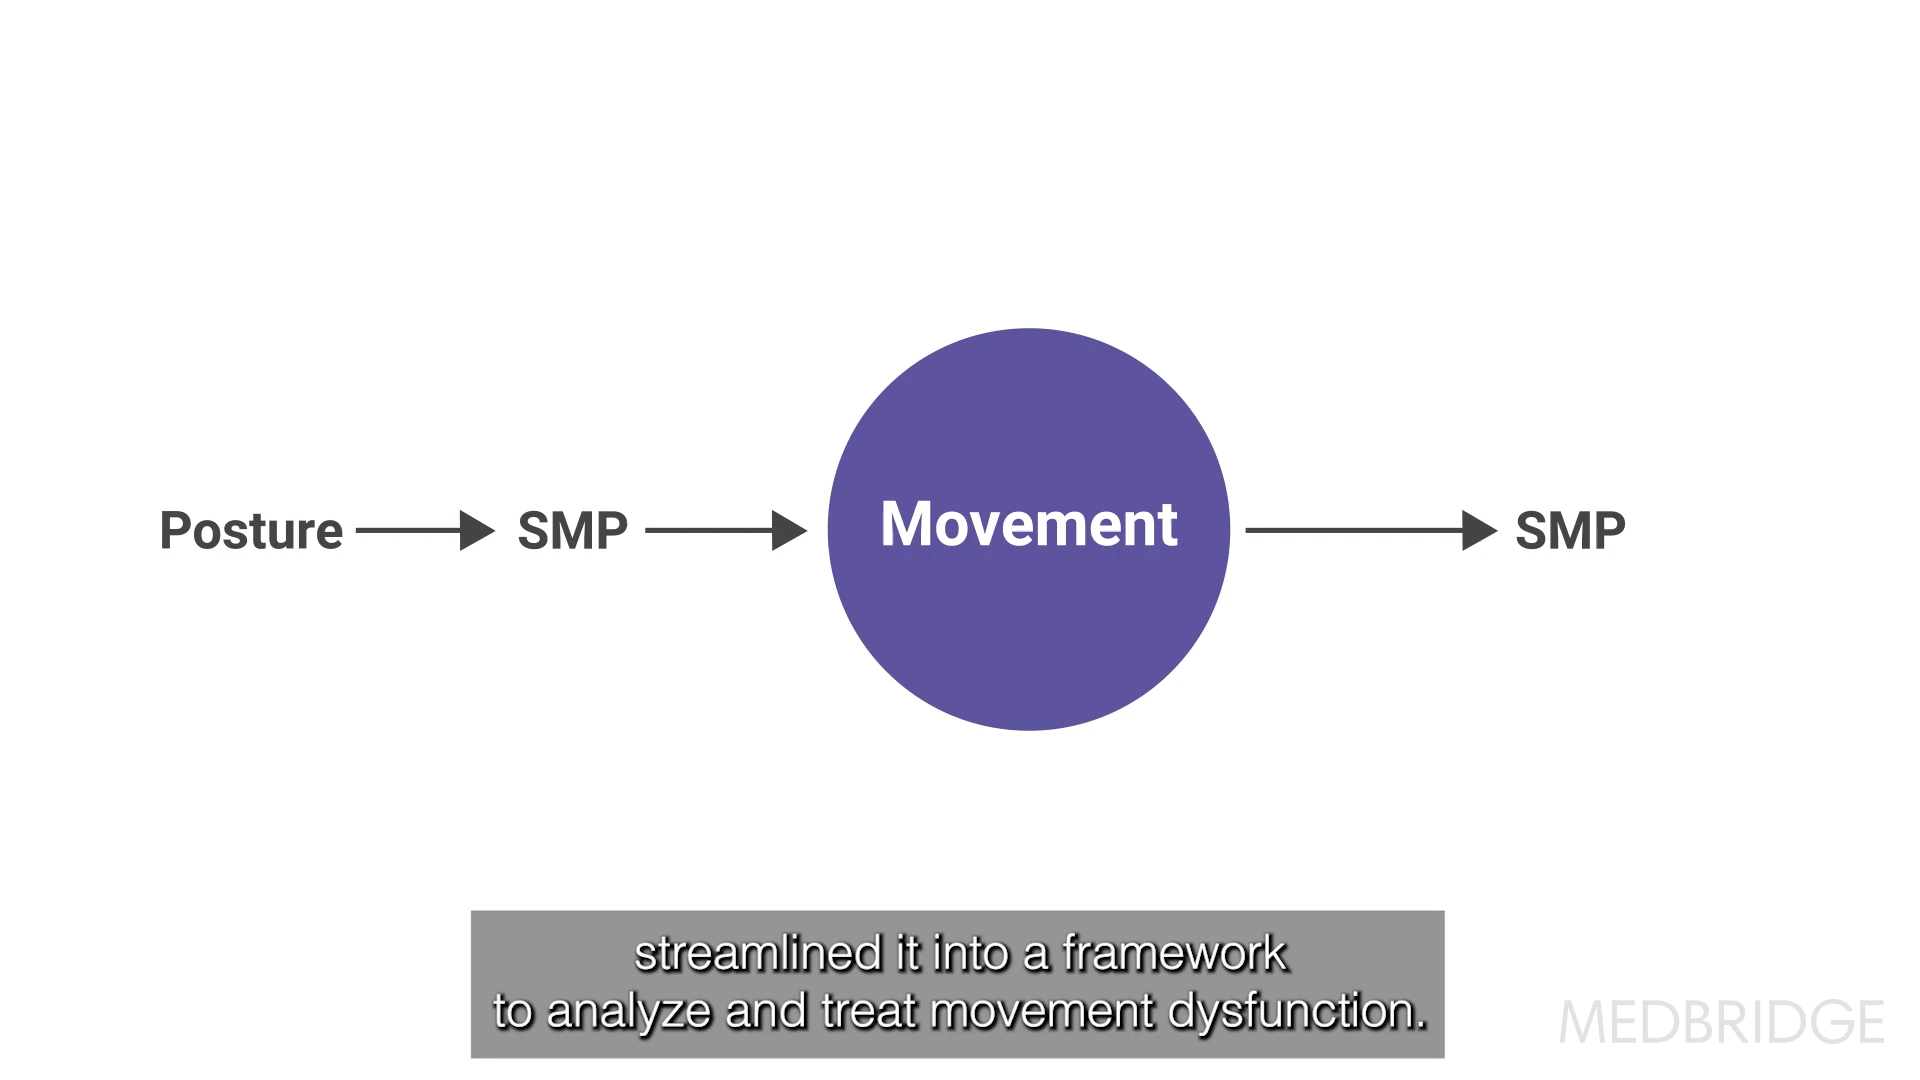 Posture SMP Movement SMP
streamlined it into a framework
to analyze and treat movement dysfunction.
MEDBRIDGE